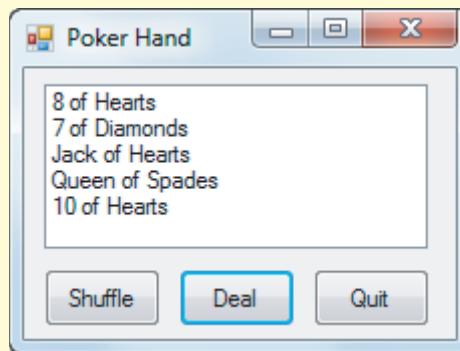 Poker Hand
8 of Hearts
7 of Diamonds
Jack of Hearts
Queen of Spades
10 of Hearts
Shuffle Deal Quit